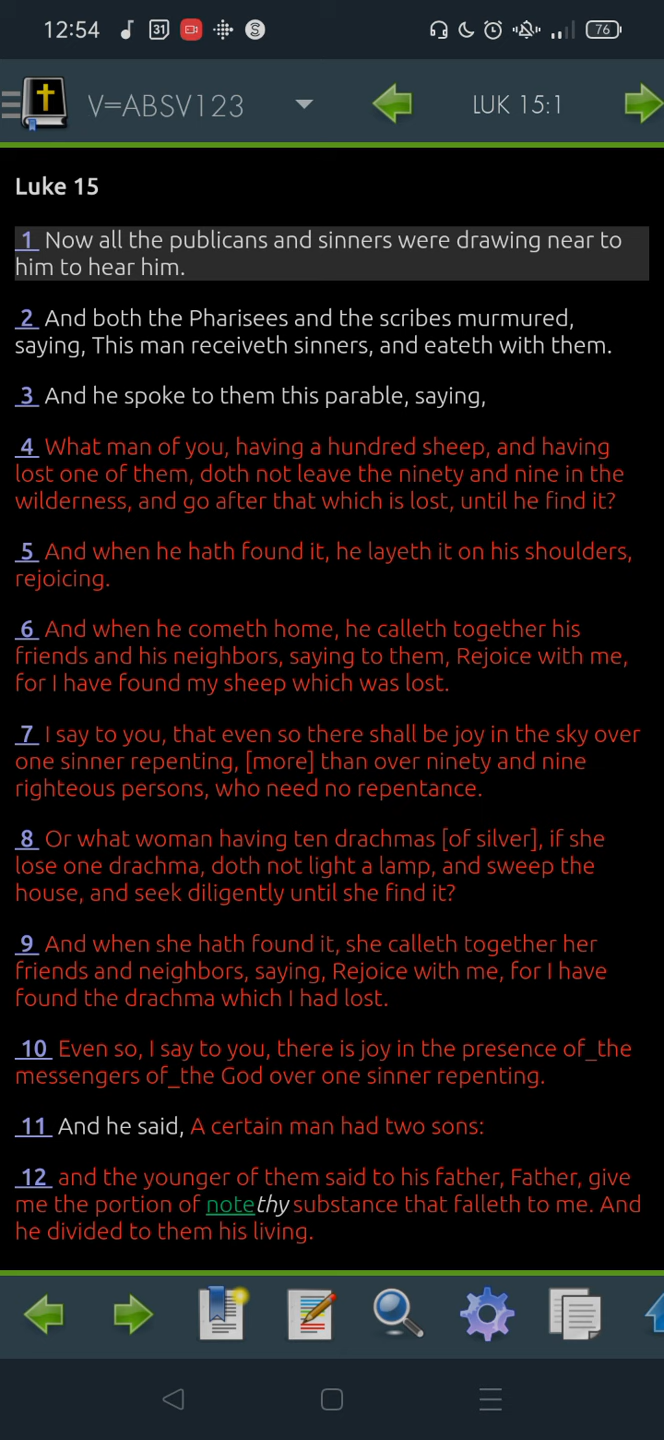 12:54
31
76
V=ABSV123
LUK 15:1
Luke 15
1 Now all the publicans and sinners were drawing near to
him to hear him.
2 And both the Pharisees and the scribes murmured,
saying, This man receiveth sinners, and eateth with them.
3 And he spoke to them this parable, saying,
4 What man of you, having a hundred sheep, and having
lost one of them, doth not leave the ninety and nine in the
wilderness, and go after that which is lost, until he find it?
5 And when he hath found it, he layeth it on his shoulders,
rejoicing.
6 And when he cometh home, he calleth together his
friends and his neighbors, saying to them, Rejoice with me,
for I have found my sheep which was lost.
7 I say to you, that even so there shall be joy in the sky over
one sinner repenting, [more] than over ninety and nine
righteous persons, who need no repentance.
8 Or what woman having ten drachmas [of silver], if she
lose one drachma, doth not light a lamp, and sweep the
house, and seek diligently until she find it?
9 And when she hath found it, she calleth together her
friends and neighbors, saying, Rejoice with me, for I have
found the drachma which I had lost.
10 Even so, I say to you, there is joy in the presence of_the
messengers of_the God over one sinner repenting.
11 And he said, A certain man had two sons:
12 and the younger of them said to his father, Father, give
me the portion of notethy substance that falleth to me. And
he divided to them his living.